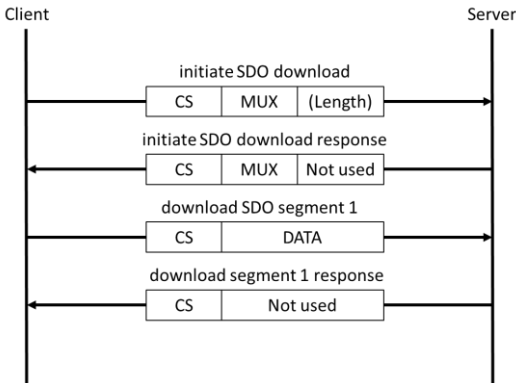 Client Server
initiate SDO download
CS MUX (Length)
initiate SDO download response
CS MUX Not used
download SDO segment 1
CS DATA
download segment 1 response
CS Not used